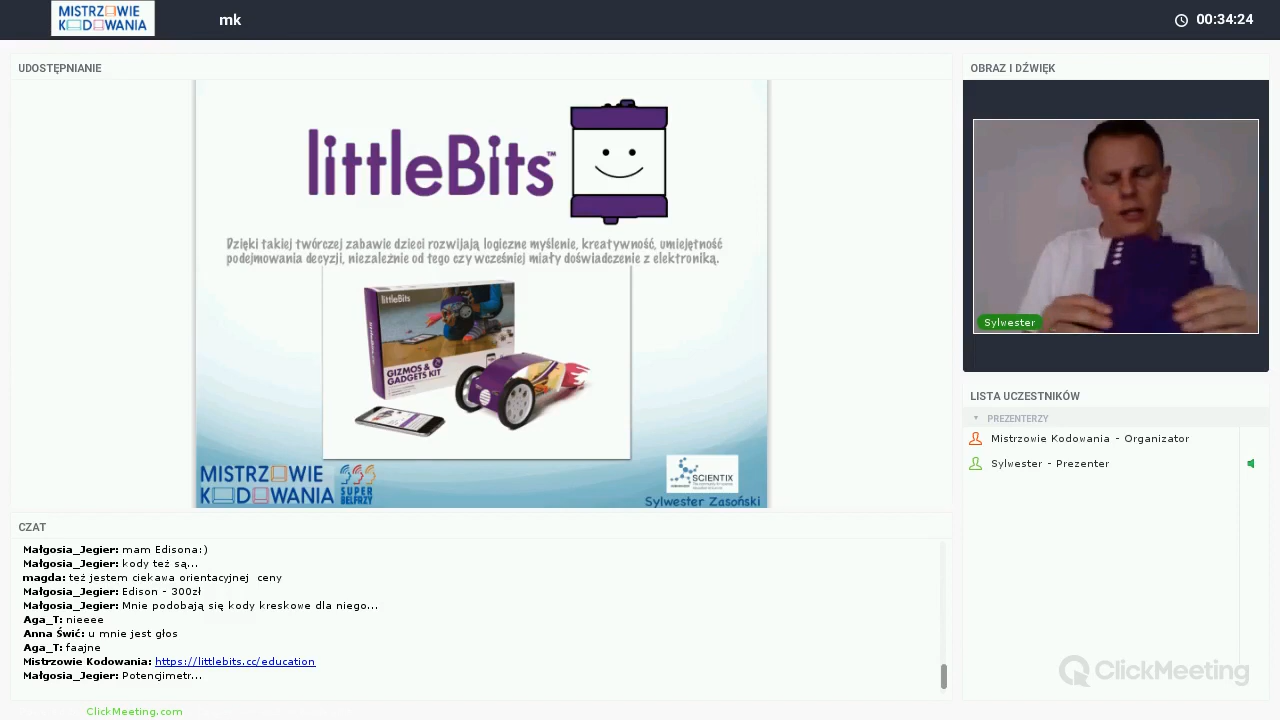 MISTRZOWIE
KODOWANIA
mk
00:34:24
UDOSTĘPNIANIE
littleBits™
Dzięki takiej twórczej zabawie dzieci rozwijają logiczne myślenie, kreatywność, umiejętność
podejmowania decyzji, niezależnie od tego czy wcześniej miały doświadczenie z elektroniką.
littleBits
GIZMOS &
GADGETS KIT
MISTRZOWIE
KODOWANIA
SUPER
BELFRZY
SCIENTIX
Sylwester Zasoński
OBRAZ I DŹWIĘK
Sylwester
LISTA UCZESTNIKÓW
PREZENTERZY
Mistrzowie Kodowania - Organizator
Sylwester - Prezenter
CZAT
Małgosia_Jegier: mam Edisona:)
Małgosia_Jegier: kody też są...
magda: też jestem ciekawa orientacyjnej ceny
Małgosia_Jegier: Edison - 300zł
Małgosia_Jegier: Mnie podobają się kody kreskowe dla niego...
Aga_T: nieeee
Anna Świć: u mnie jest głos
Aga_T: faajne
Mistrzowie Kodowania: https://littlebits.cc/education
Małgosia_Jegier: Potencjimetr...
ClickMeeting
ClickMeeting.com